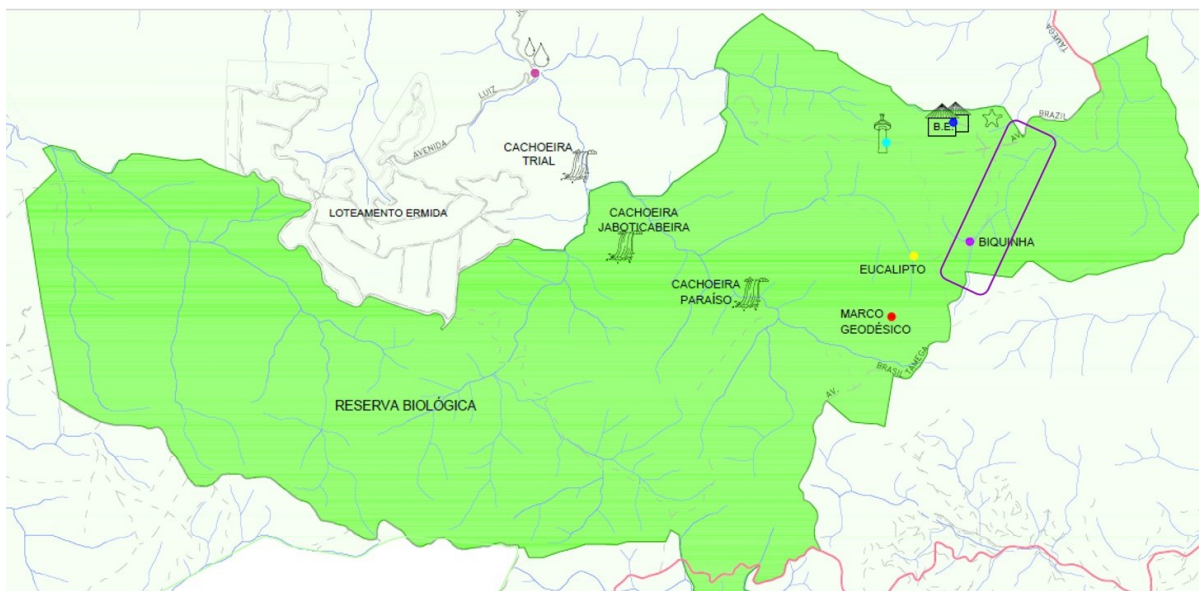 TAMEGA
LUIZ
AVENIDA
CACHOEIRA
TRIAL
B.E.
AV.
BRAZIL
LOTEAMENTO ERMIDA
CACHOEIRA
JABOTICABEIRA
BIQUINHA
EUCALIPTO
CACHOEIRA
PARAÍSO
MARCO
GEODÉSICO
AV.
BRASIL
TAMEGA
RESERVA BIOLÓGICA